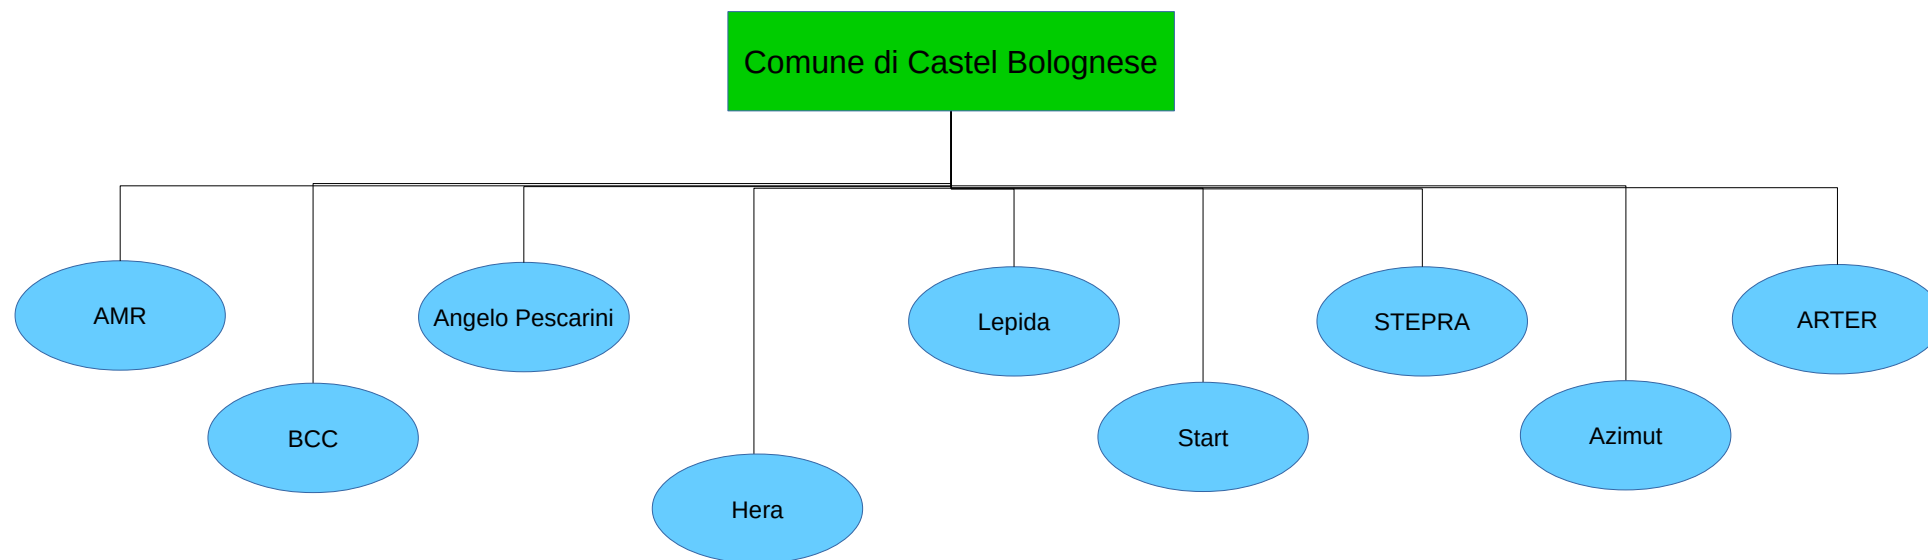 Comune di Castel Bolognese
AMR
BCC
Angelo Pescarini
Hera
Lepida
Start
STEPRA
Azimut
ARTER